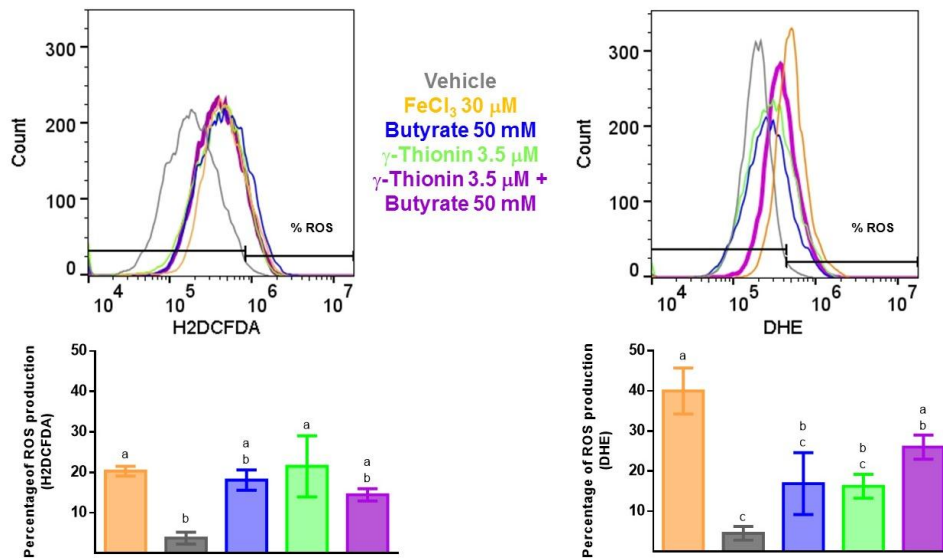 300
200
100
0
Count
% ROS
10^4
10^5
10^6
10^7
H2DCFDA
Vehicle
FeCl₃ 30 μM
Butyrate 50 mM
γ-Thionin 3.5 μM
γ-Thionin 3.5 μM +
Butyrate 50 mM
300
200
100
0
Count
% ROS
10^4
10^5
10^6
10^7
DHE
Percentage of ROS production
(H2DCFDA)
50
40
30
20
10
a
b
a
b
a
a
b
Percentage of ROS production
(DHE)
50
40
30
20
10
a
c
b
c
b
c
a
b